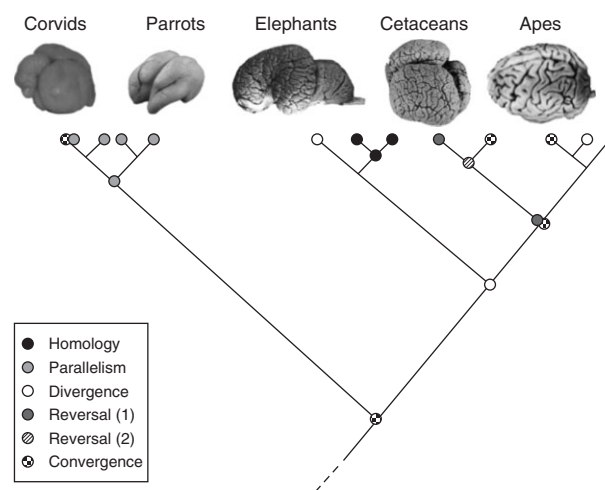 Corvids
Parrots
Elephants
Cetaceans
Apes
Homology
Parallelism
Divergence
Reversal (1)
Reversal (2)
Convergence